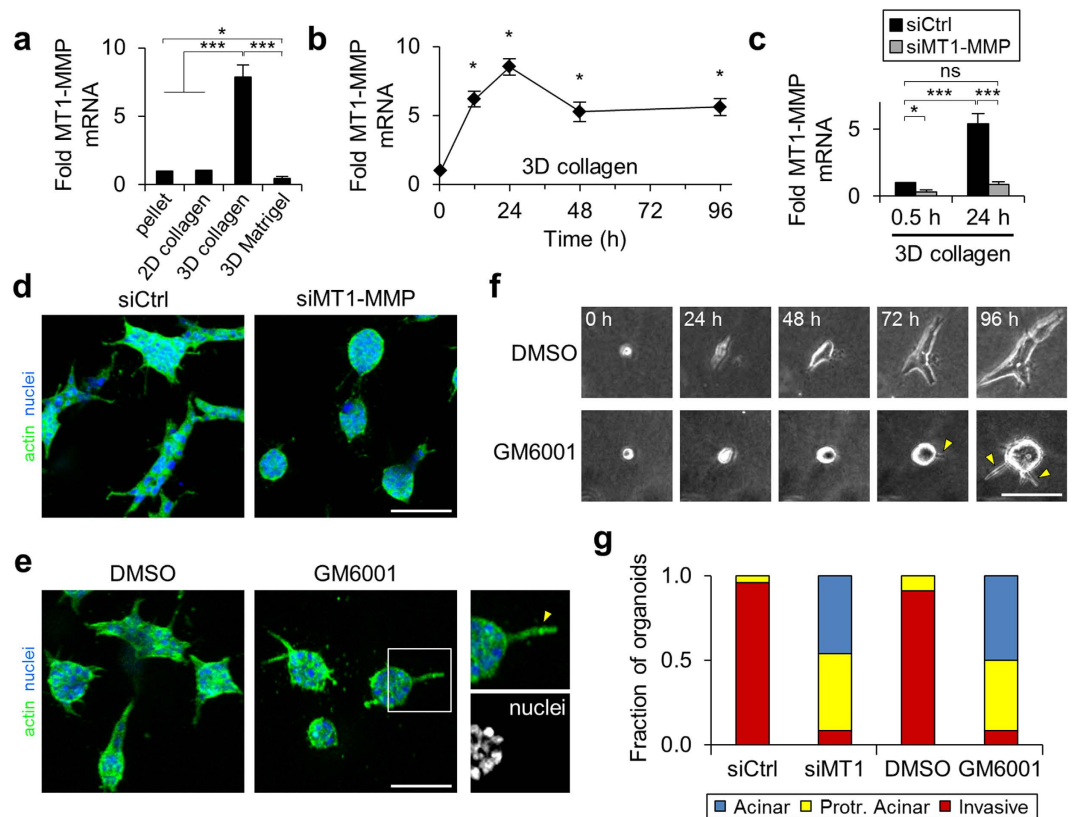 a
Fold MT1-MMP
mRNA
10
5
0
*
***
***
pellet
2D collagen
3D collagen
3D Matrigel
b
Fold MT1-MMP
mRNA
10
5
0
*
*
*
*
3D collagen
0
24
48
72
96
Time (h)
c
siCtrl
siMT1-MMP
Fold MT1-MMP
mRNA
5
0
ns
***
***
*
0.5 h
24 h
3D collagen
d
siCtrl
siMT1-MMP
actin nuclei
e
DMSO
GM6001
actin nuclei
nuclei
f
0 h
24 h
48 h
72 h
96 h
DMSO
GM6001
g
Fraction of organoids
1.0
0.5
0.0
siCtrl
siMT1
DMSO
GM6001
Acinar
Protr. Acinar
Invasive